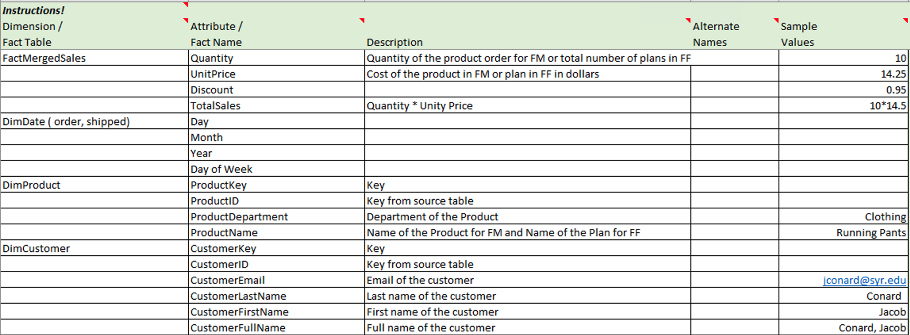 Instructions!
Dimension / Attribute / Alternate Sample
Fact Table Fact Name Description Names Values
FactMergedSales Quantity Quantity of the product order for FM or total number of plans in FF 10
UnitPrice Cost of the product in FM or plan in FF in dollars 14.25
Discount 0.95
TotalSales Quantity * Unity Price 10*14.5
DimDate ( order, shipped) Day
Month
Year
Day of Week
DimProduct ProductKey Key
ProductID Key from source table
ProductDepartment Department of the Product Clothing
ProductName Name of the Product for FM and Name of the Plan for FF Running Pants
DimCustomer CustomerKey Key
CustomerID Key from source table
CustomerEmail Email of the customer jconard@syr.edu
CustomerLastName Last name of the customer Conard
CustomerFirstName First name of the customer Jacob
CustomerFullName Full name of the customer Conard, Jacob